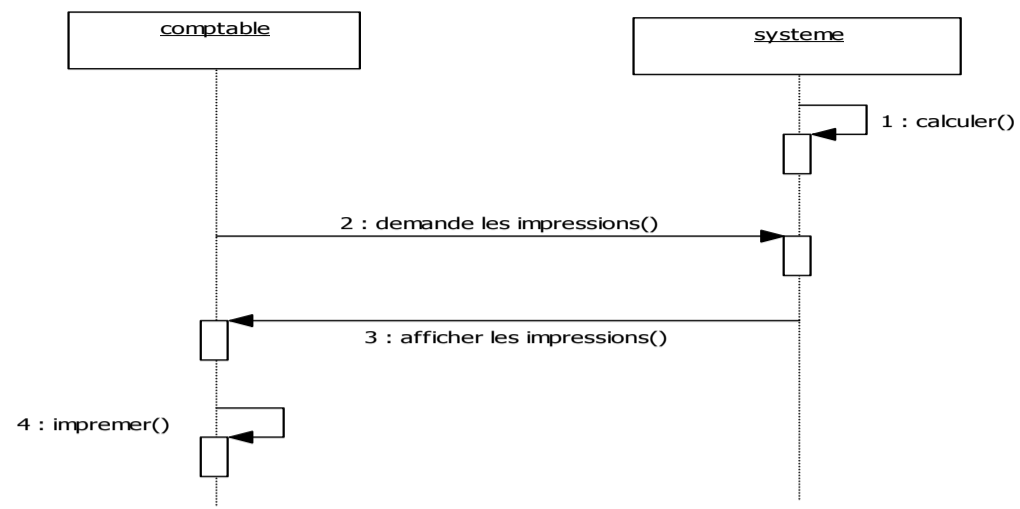 comptable
systeme
1 : calculer()
2 : demande les impressions()
3 : afficher les impressions()
4 : impremer()